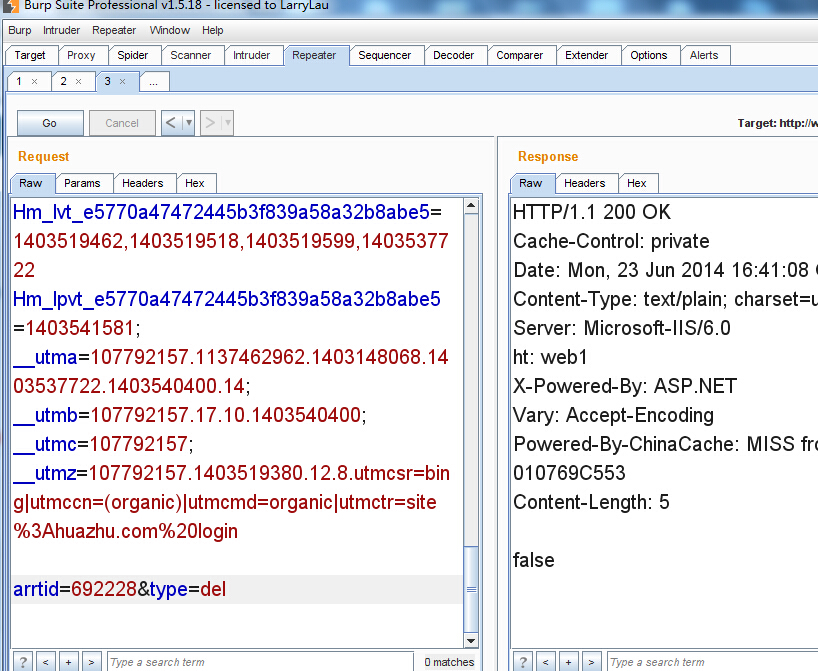 Burp Suite Professional v1.5.18 - licensed to LarryLau
Burp Intruder Repeater Window Help
Target Proxy Spider Scanner Intruder Repeater Sequencer Decoder Comparer Extender Options Alerts
1 × 2 × 3 × ...
Go Cancel < ▼ > ▼ Target: http://w
Request
Raw Params Headers Hex
Hm_lvt_e5770a47472445b3f839a58a32b8abe5=
1403519462,1403519518,1403519599,14035377
22
Hm_lpvt_e5770a47472445b3f839a58a32b8abe5
=1403541581;
__utma=107792157.1137462962.1403148068.14
03537722.1403540400.14;
__utmb=107792157.17.10.1403540400;
__utmc=107792157;
__utmz=107792157.1403519380.12.8.utmcsr=bin
g|utmccn=(organic)|utmcmd=organic|utmctr=site
%3Ahuazhu.com%20login
arrtid=692228&type=del
? < + > Type a search term 0 matches
Response
Raw Headers Hex
HTTP/1.1 200 OK
Cache-Control: private
Date: Mon, 23 Jun 2014 16:41:08
Content-Type: text/plain; charset=u
Server: Microsoft-IIS/6.0
ht: web1
X-Powered-By: ASP.NET
Vary: Accept-Encoding
Powered-By-ChinaCache: MISS fro
010769C553
Content-Length: 5
false
? < + > Type a search term